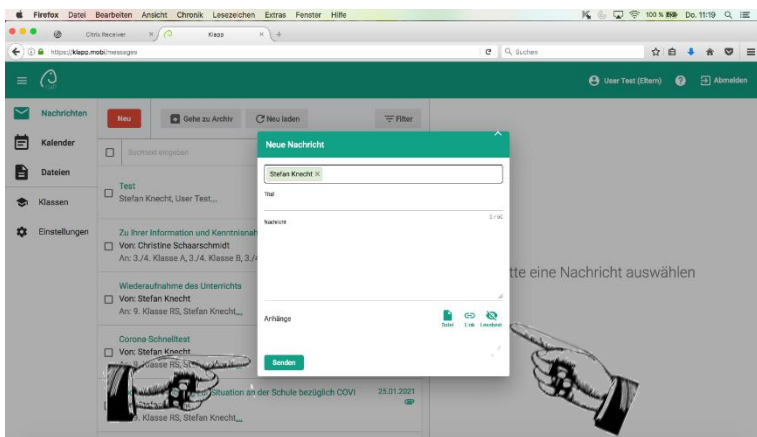 Firefox Datei Bearbeiten Ansicht Chronik Lesezeichen Extras Fenster Hilfe
100 % Do. 11:19
Citrix Receiver Klapp
https://klapp.mobi/messages
Suchen
User Test (Eltern) Abmelden
Nachrichten
Kalender
Dateien
Klassen
Einstellungen
Neu Gehe zu Archiv Neu laden Filter
Suchtext eingeben
Test
Stefan Knecht, User Test,...
Zu Ihrer Information und Kenntnisnah
Von: Christine Schaarschmidt
An: 3./4. Klasse A, 3./4. Klasse B, 3./4
Wiederaufnahme des Unterrichts
Von: Stefan Knecht
An: 9. Klasse RS, Stefan Knecht,...
Corona Schnelltest
Von: Stefan Knecht
Situation an der Schule bezüglich COVI 25.01.2021
9. Klasse RS, Stefan Knecht,...
Neue Nachricht
Stefan Knecht ×
Titel
0 / 60
Nachricht
Anhänge
Datei Link Lesetest
Senden
tte eine Nachricht auswählen